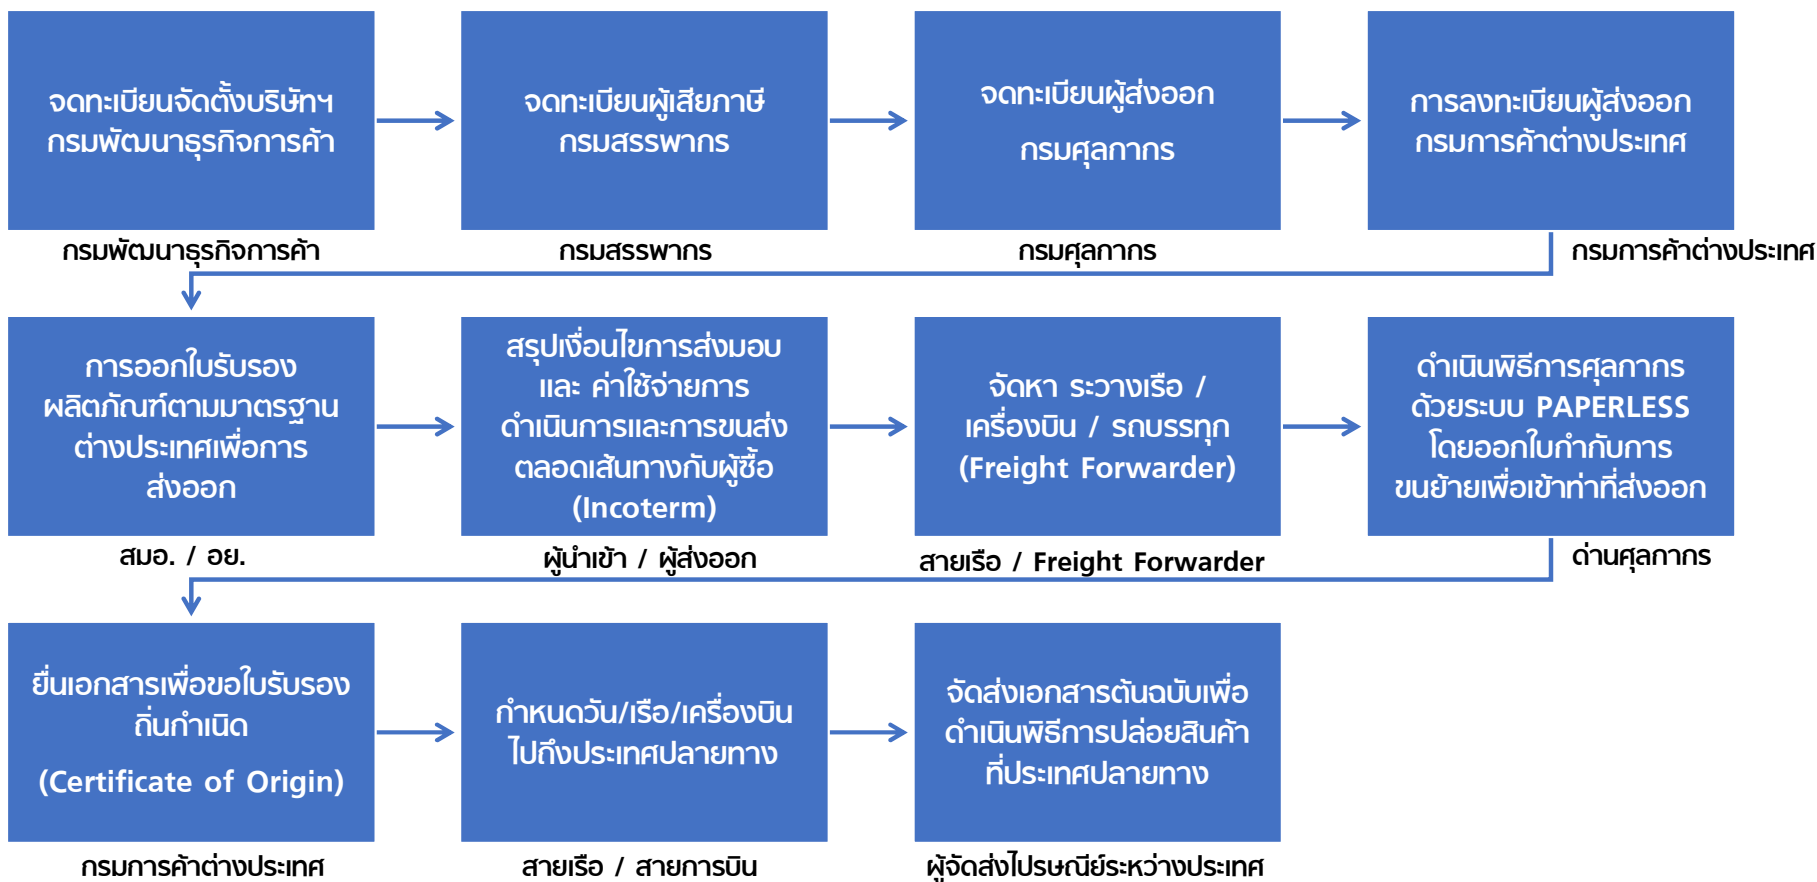 จดทะเบียนจัดตั้งบริษัทฯ
กรมพัฒนาธุรกิจการค้า
กรมพัฒนาธุรกิจการค้า
จดทะเบียนผู้เสียภาษี
กรมสรรพากร
กรมสรรพากร
จดทะเบียนผู้ส่งออก
กรมศุลกากร
กรมศุลกากร
การลงทะเบียนผู้ส่งออก
กรมการค้าต่างประเทศ
กรมการค้าต่างประเทศ
การออกใบรับรอง
ผลิตภัณฑ์ตามมาตรฐาน
ต่างประเทศเพื่อการ
ส่งออก
สมอ. / อย.
สรุปเงื่อนไขการส่งมอบ
และ ค่าใช้จ่ายการ
ดำเนินการและการขนส่ง
ตลอดเส้นทางกับผู้ซื้อ
(Incoterm)
ผู้นำเข้า / ผู้ส่งออก
จัดหา ระวางเรือ /
เครื่องบิน / รถบรรทุก
(Freight Forwarder)
สายเรือ / Freight Forwarder
ดำเนินพิธีการศุลกากร
ด้วยระบบ PAPERLESS
โดยออกใบกำกับการ
ขนย้ายเพื่อเข้าท่าที่ส่งออก
ด่านศุลกากร
ยื่นเอกสารเพื่อขอใบรับรอง
ถิ่นกำเนิด
(Certificate of Origin)
กรมการค้าต่างประเทศ
กำหนดวัน/เรือ/เครื่องบิน
ไปถึงประเทศปลายทาง
สายเรือ / สายการบิน
จัดส่งเอกสารต้นฉบับเพื่อ
ดำเนินพิธีการปล่อยสินค้า
ที่ประเทศปลายทาง
ผู้จัดส่งไปรษณีย์ระหว่างประเทศ